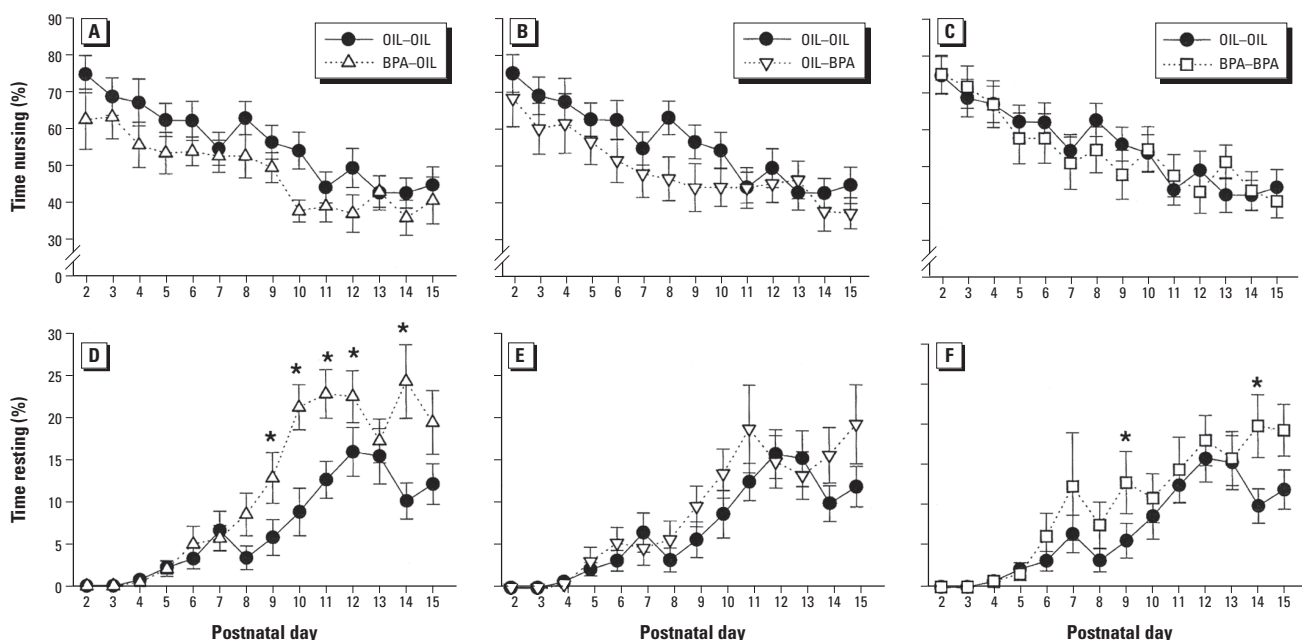 A
OIL–OIL
BPA–OIL
B
OIL–OIL
OIL–BPA
C
OIL–OIL
BPA–BPA
Time nursing (%)
90
80
70
60
50
40
30
0
2 3 4 5 6 7 8 9 10 11 12 13 14 15
2 3 4 5 6 7 8 9 10 11 12 13 14 15
2 3 4 5 6 7 8 9 10 11 12 13 14 15
D
* * * * *
E
F
* *
Time resting (%)
30
25
20
15
10
5
0
2 3 4 5 6 7 8 9 10 11 12 13 14 15
2 3 4 5 6 7 8 9 10 11 12 13 14 15
2 3 4 5 6 7 8 9 10 11 12 13 14 15
Postnatal day
Postnatal day
Postnatal day